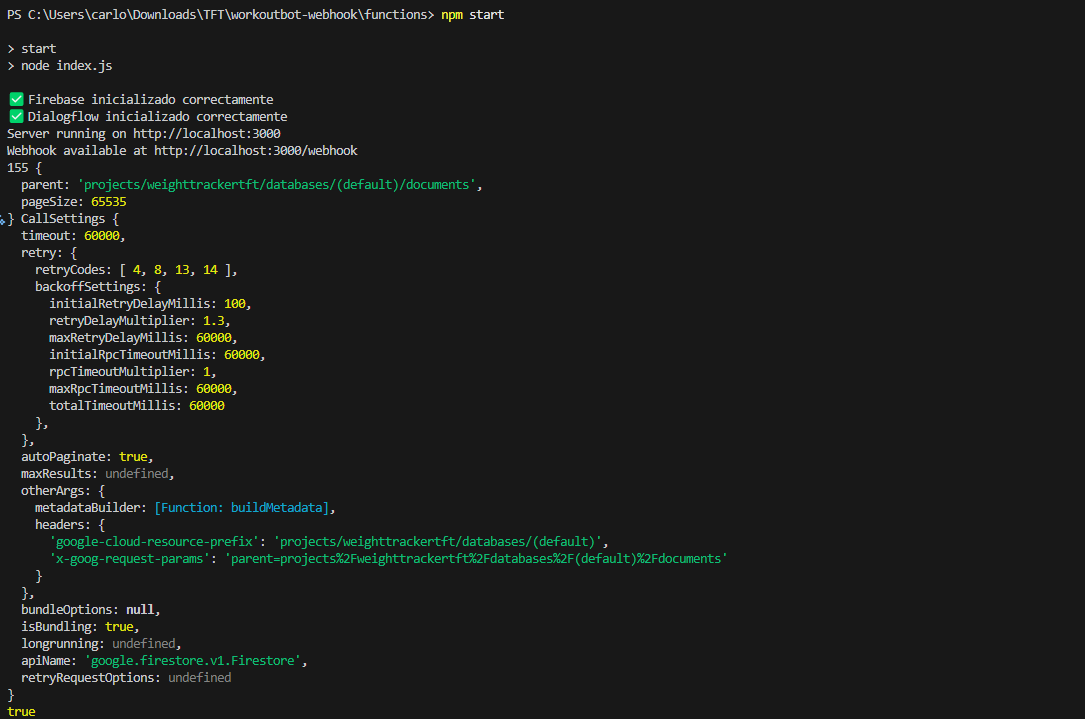 PS C:\Users\carlo\Downloads\TFT\workoutbot-webhook\functions> npm start
> start
> node index.js
✅ Firebase inicializado correctamente
✅ Dialogflow inicializado correctamente
Server running on http://localhost:3000
Webhook available at http://localhost:3000/webhook
155 {
  parent: 'projects/weighttrackertft/databases/(default)/documents',
  pageSize: 65535
} CallSettings {
  timeout: 60000,
  retry: {
    retryCodes: [ 4, 8, 13, 14 ],
    backoffSettings: {
      initialRetryDelayMillis: 100,
      retryDelayMultiplier: 1.3,
      maxRetryDelayMillis: 60000,
      initialRpcTimeoutMillis: 60000,
      rpcTimeoutMultiplier: 1,
      maxRpcTimeoutMillis: 60000,
      totalTimeoutMillis: 60000
    },
  },
  autoPaginate: true,
  maxResults: undefined,
  otherArgs: {
    metadataBuilder: [Function: buildMetadata],
    headers: {
      'google-cloud-resource-prefix': 'projects/weighttrackertft/databases/(default)',
      'x-goog-request-params': 'parent=projects%2Fweighttrackertft%2Fdatabases%2F(default)%2Fdocuments'
    }
  },
  bundleOptions: null,
  isBundling: true,
  longrunning: undefined,
  apiName: 'google.firestore.v1.Firestore',
  retryRequestOptions: undefined
}
true